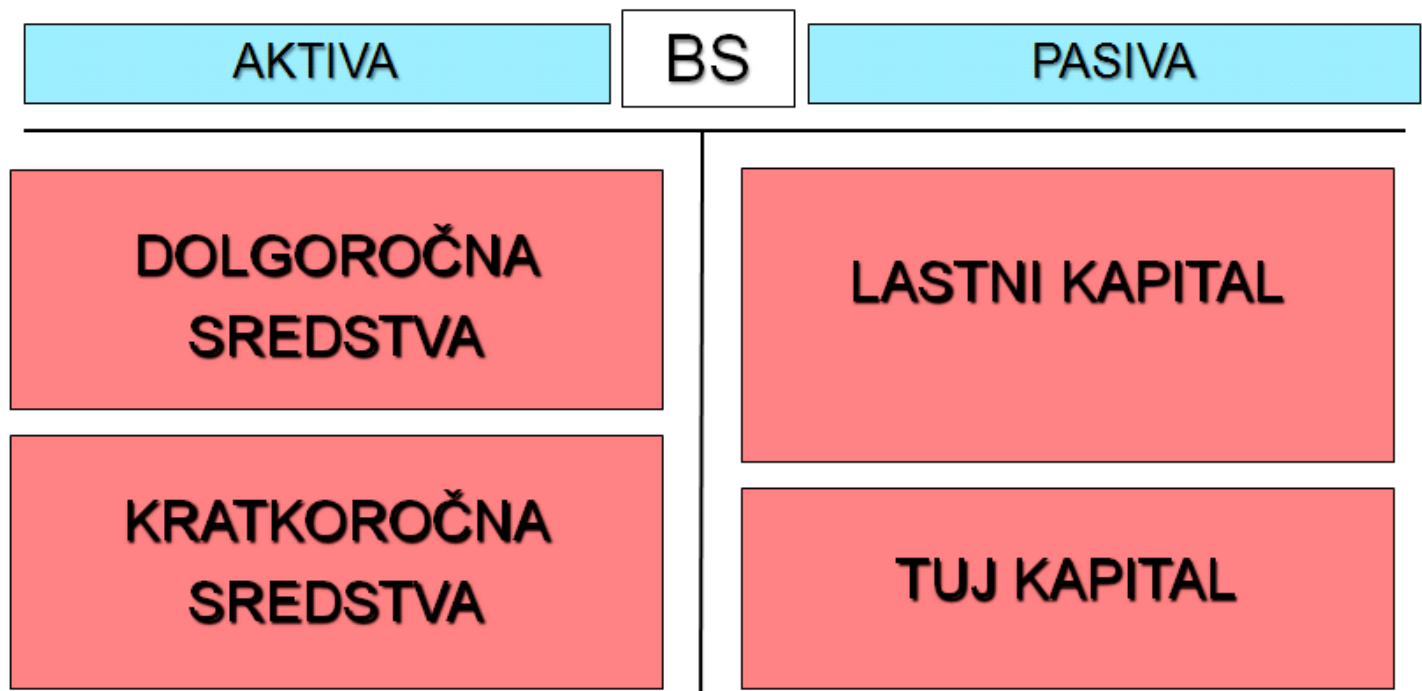 AKTIVA
BS
PASIVA
DOLGOROČNA
SREDSTVA
KRATKOROČNA
SREDSTVA
LASTNI KAPITAL
TUJ KAPITAL